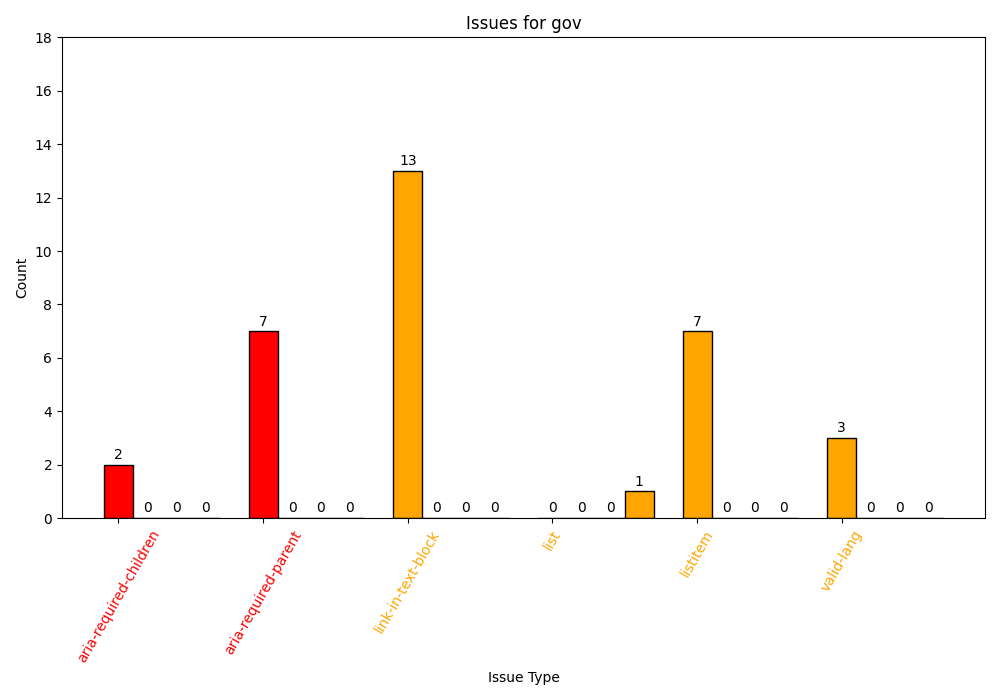 Issues for gov
18
16
14
12
10
8
6
4
2
0
Count
2
0 0 0
7
0 0 0
13
0 0 0
0 0 0
1
7
0 0 0
3
0 0 0
aria-required-children
aria-required-parent
link-in-text-block
list
listitem
valid-lang
Issue Type